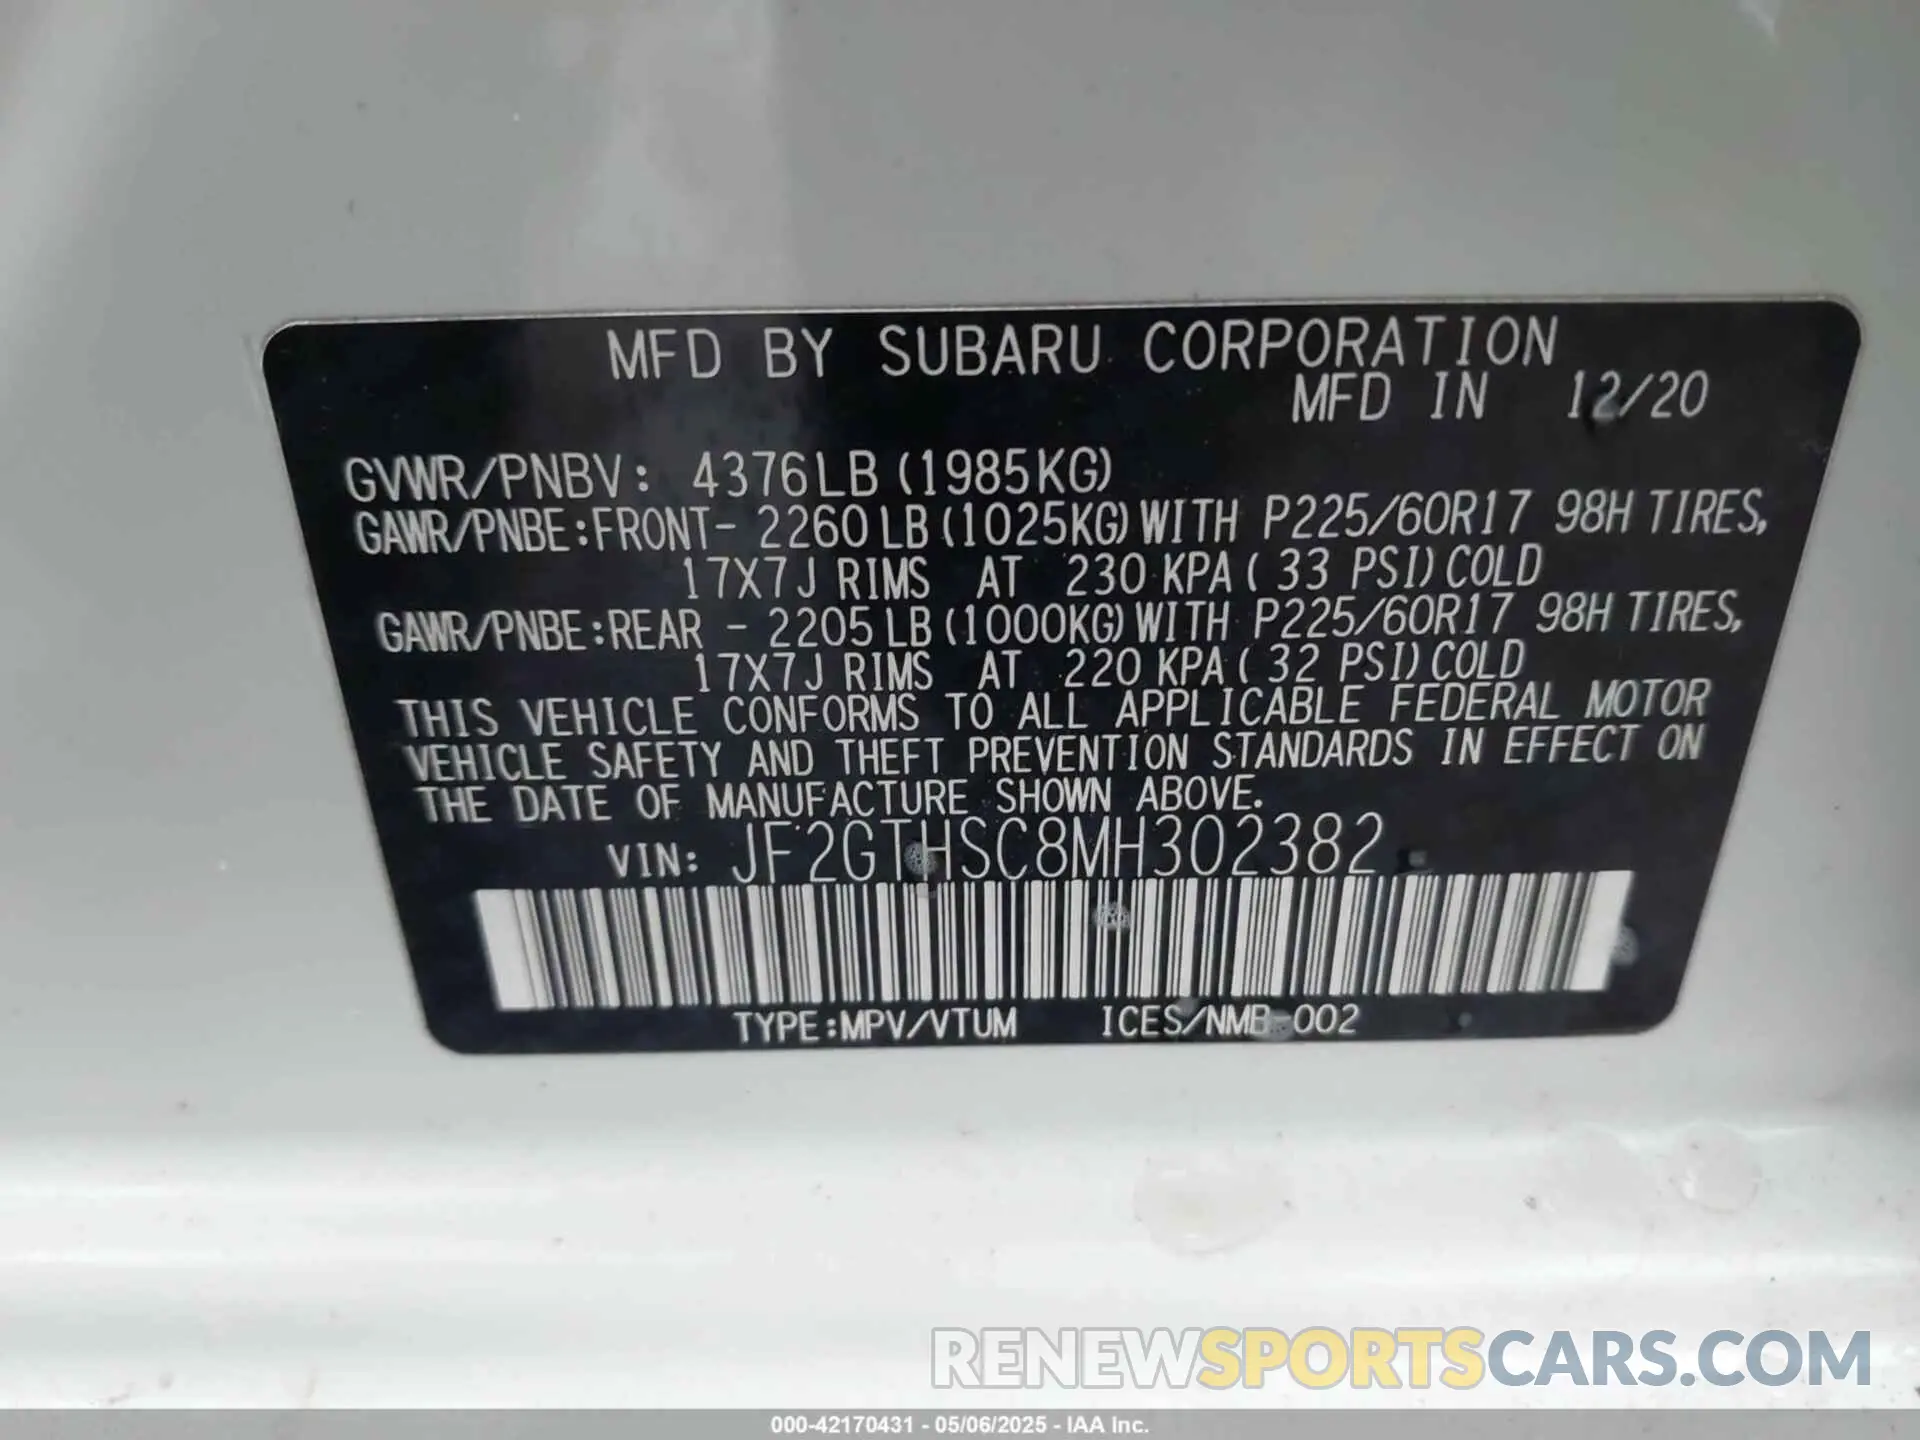 MFD BY SUBARU CORPORATION
MFD IN 12/20
GVWR/PNBV: 4376LB (1985KG)
GAWR/PNBE:FRONT- 2260 LB (1025KG) WITH P225/60R17 98H TIRES,
17X7J RIMS AT 230 KPA ( 33 PSI) COLD
GAWR/PNBE:REAR - 2205 LB (1000KG) WITH P225/60R17 98H TIRES,
17X7J RIMS AT 220 KPA ( 32 PSI) COLD
THIS VEHICLE CONFORMS TO ALL APPLICABLE FEDERAL MOTOR
VEHICLE SAFETY AND THEFT PREVENTION STANDARDS IN EFFECT ON
THE DATE OF MANUFACTURE SHOWN ABOVE.
VIN: JF2GTHSC8MH302382
TYPE:MPV/VTUM ICES/NMB-002
RENEWSPORTSCARS.COM
000-42170431 - 05/06/2025 - IAA Inc.